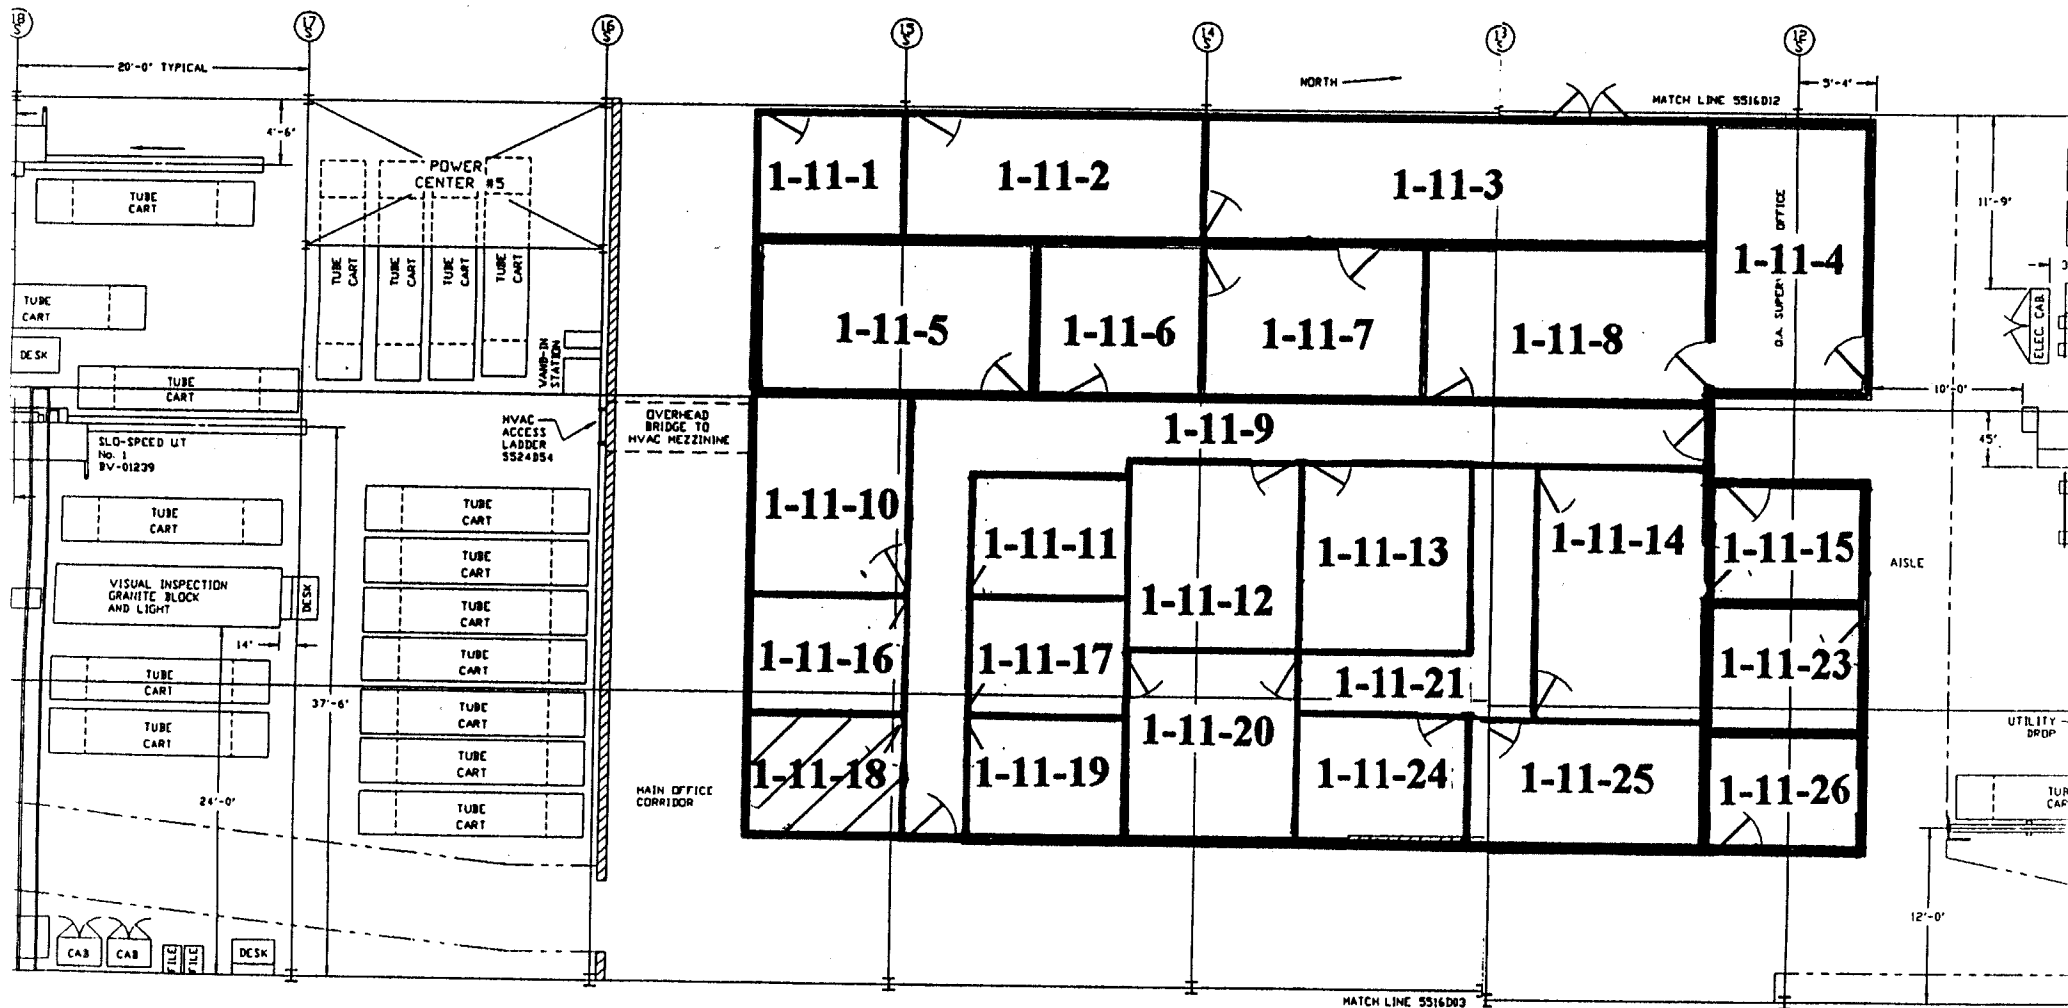 18 S
17 S
16 S
15 S
14 S
13 S
12 S
20'-0" TYPICAL
NORTH
MATCH LINE 5516D12
5'-4"
4'-6"
POWER
CENTER #5
TUBE
CART
TUBE
CART
TUBE
CART
TUBE
CART
TUBE
CART
TUBE
CART
DESK
TUBE
CART
SLO-SPEED UT
No. 1
BV-01239
VAND-IN
STATION
HVAC
ACCESS
LADDER
5524D54
OVERHEAD
BRIDGE TO
HVAC MEZZININE
TUBE
CART
VISUAL INSPECTION
GRANITE BLOCK
AND LIGHT
DESK
14"
TUBE
CART
TUBE
CART
37'-6"
24'-0"
TUBE
CART
TUBE
CART
TUBE
CART
TUBE
CART
TUBE
CART
TUBE
CART
TUBE
CART
CAB
CAB
FILE
FILE
DESK
MAIN OFFICE
CORRIDOR
1-11-1
1-11-2
1-11-3
Q.A. SUPERV OFFICE
1-11-4
1-11-5
1-11-6
1-11-7
1-11-8
1-11-9
1-11-10
1-11-11
1-11-12
1-11-13
1-11-14
1-11-15
1-11-16
1-11-17
1-11-18
1-11-19
1-11-20
1-11-21
1-11-23
1-11-24
1-11-25
1-11-26
11'-9"
3
ELEC. CAB.
10'-0"
45"
AISLE
UTILITY
DROP
12'-0"
MATCH LINE 5516D03